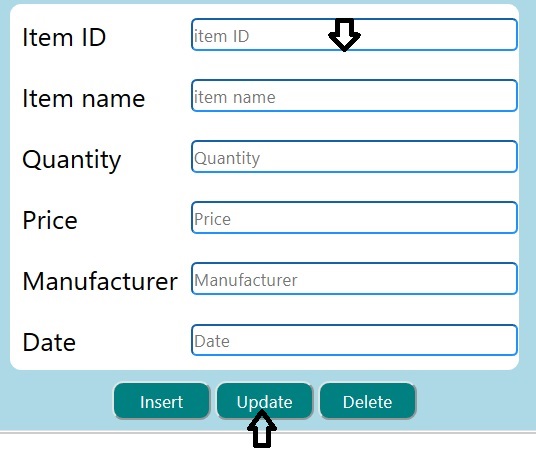 Item ID item ID
Item name item name
Quantity Quantity
Price Price
Manufacturer Manufacturer
Date Date
Insert Update Delete